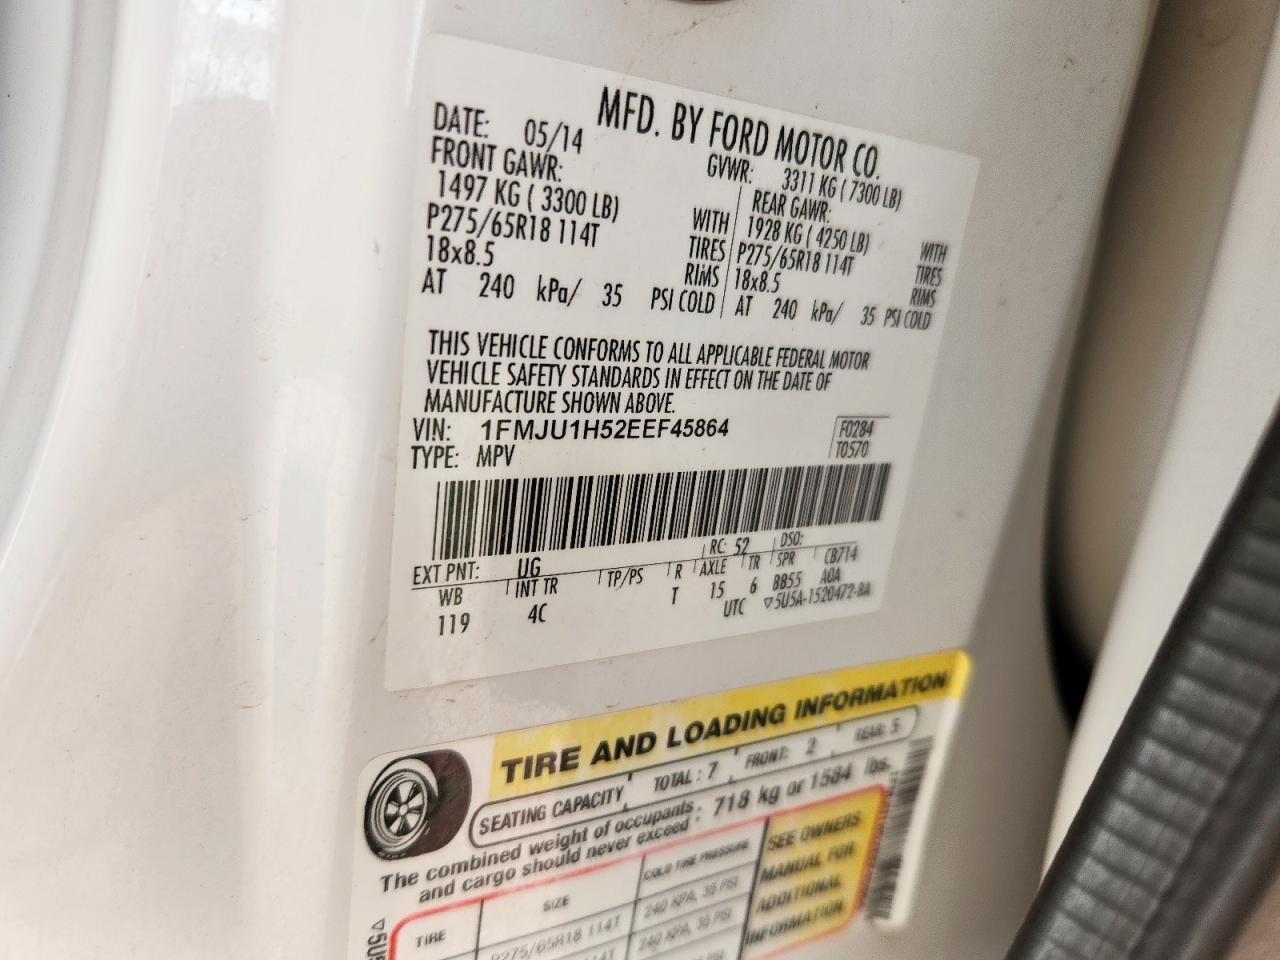 MFD. BY FORD MOTOR CO.
DATE: 05/14
GVWR: 3311 KG ( 7300 LB)
FRONT GAWR:
1497 KG ( 3300 LB) WITH
P275/65R18 114T TIRES
18x8.5 RIMS
AT 240 kPa/ 35 PSI COLD
REAR GAWR:
1928 KG ( 4250 LB) WITH
P275/65R18 114T TIRES
18x8.5 RIMS
AT 240 kPa/ 35 PSI COLD
THIS VEHICLE CONFORMS TO ALL APPLICABLE FEDERAL MOTOR
VEHICLE SAFETY STANDARDS IN EFFECT ON THE DATE OF
MANUFACTURE SHOWN ABOVE.
VIN: 1FMJU1H52EEF45864
F0284
TYPE: MPV
T0570
EXT PNT: UG RC: 52 DSO:
WB INT TR TP/PS R AXLE TR SPR CB714
119 4C T 15 6 BB55 AOA
UTC ▽5U5A-1520472-BA
TIRE AND LOADING INFORMATION
SEATING CAPACITY TOTAL : 7 FRONT: 2 REAR: 5
The combined weight of occupants
and cargo should never exceed : 718 kg or 1584 lbs.
TIRE SIZE COLD TIRE PRESSURE
P275/65R18 114T 240 KPA, 35 PSI
240 KPA, 35 PSI
SEE OWNERS
MANUAL FOR
ADDITIONAL
INFORMATION
▽5U5